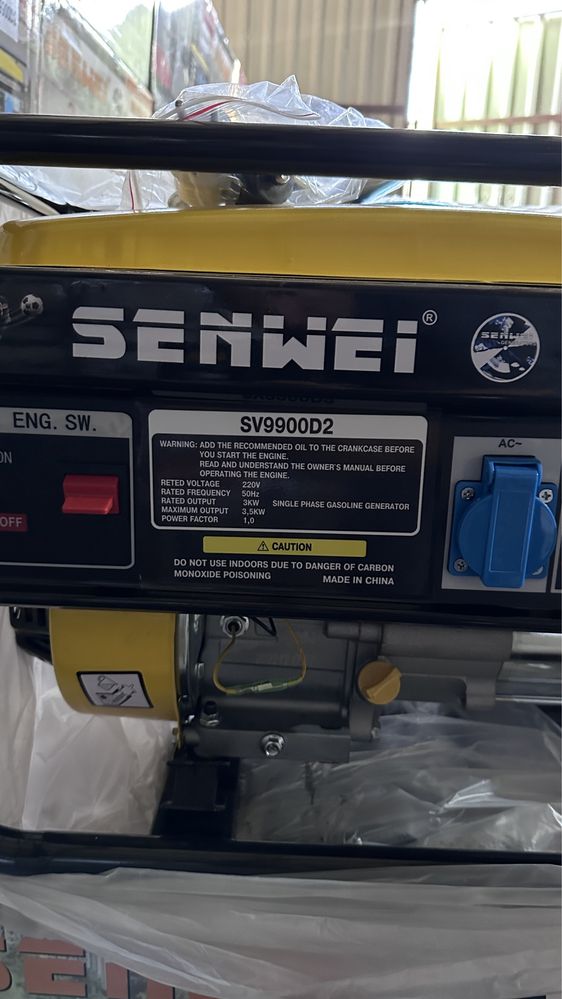 SENWEI®
SENWEI
ENG. SW.
ON
OFF
SV9900D2
WARNING: ADD THE RECOMMENDED OIL TO THE CRANKCASE BEFORE
YOU START THE ENGINE.
READ AND UNDERSTAND THE OWNER'S MANUAL BEFORE
OPERATING THE ENGINE.
RETED VOLTAGE 220V
RATED FREQUENCY 50Hz
RATED OUTPUT 3KW SINGLE PHASE GASOLINE GENERATOR
MAXIMUM OUTPUT 3,5KW
POWER FACTOR 1,0
⚠ CAUTION
DO NOT USE INDOORS DUE TO DANGER OF CARBON
MONOXIDE POISONING MADE IN CHINA
AC~